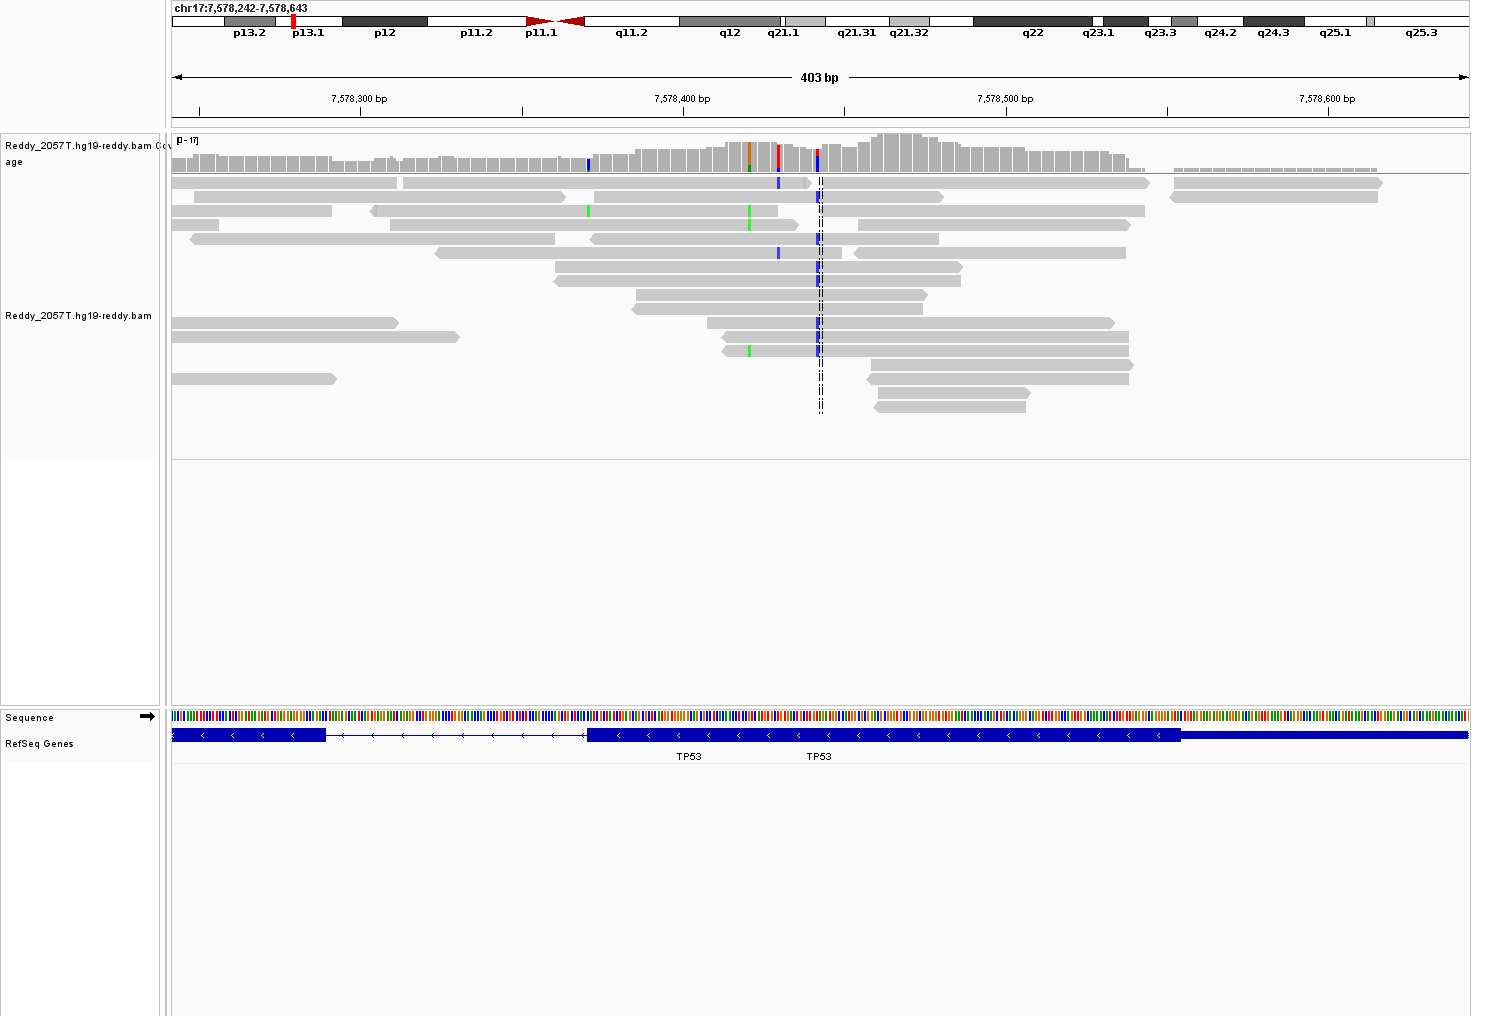 chr17:7,578,242-7,578,643
p13.2 p13.1 p12 p11.2 p11.1 q11.2 q12 q21.1 q21.31 q21.32 q22 q23.1 q23.3 q24.2 q24.3 q25.1 q25.3
403 bp
7,578,300 bp 7,578,400 bp 7,578,500 bp 7,578,600 bp
[0 - 17]
Reddy_2057T.hg19-reddy.bam Cov
age
Reddy_2057T.hg19-reddy.bam
Sequence
RefSeq Genes
TP53 TP53